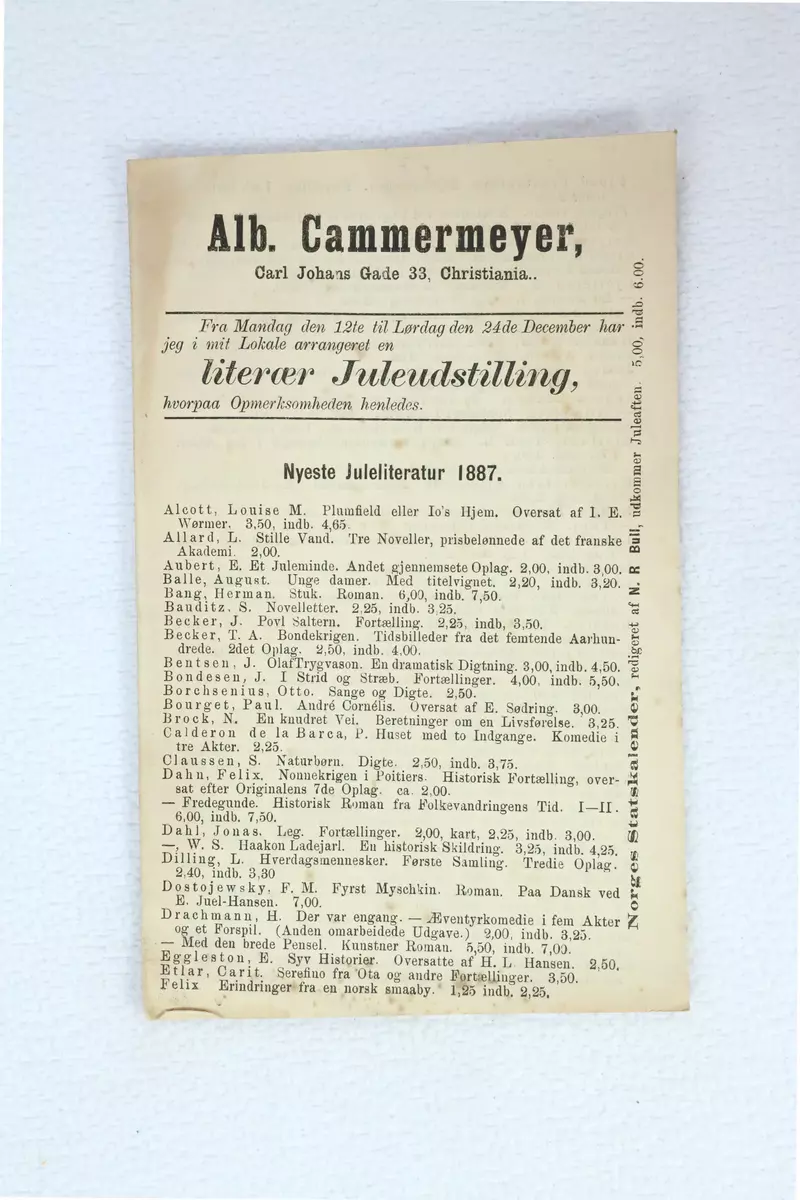 Alb. Cammermeyer,
Carl Johans Gade 33, Christiania..
Fra Mandag den 12te til Lørdag den 24de December har
jeg i mit Lokale arrangeret en
literær Juleudstilling,
hvorpaa Opmerksomheden henledes.
Nyeste Juleliteratur 1887.
Alcott, Louise M. Plumfield eller Io's Hjem. Oversat af I. E.
Wørmer. 3,50, indb. 4,65.
Allard, L. Stille Vand. Tre Noveller, prisbelønnede af det franske
Akademi. 2,00.
Aubert, E. Et Juleminde. Andet gjennemsete Oplag. 2,00, indb. 3,00.
Balle, August. Unge damer. Med titelvignet. 2,20, indb. 3,20.
Bang, Herman. Stuk. Roman. 6,00, indb. 7,50.
Bauditz, S. Novelletter. 2,25, indb. 3,25.
Becker, J. Povl Saltern. Fortælling. 2,25, indb, 3,50.
Becker, T. A. Bondekrigen. Tidsbilleder fra det femtende Aarhun-
drede. 2det Oplag. 2,50, indb. 4,00.
Bentsen, J. Olaf Trygvason. En dramatisk Digtning. 3,00, indb. 4,50.
Bondesen, J. I Strid og Stræb. Fortællinger. 4,00, indb. 5,50.
Borchsenius, Otto. Sange og Digte. 2,50.
Bourget, Paul. André Cornélis. Oversat af E. Sødring. 3,00.
Brock, N. En knudret Vei. Beretninger om en Livsførelse. 3,25.
Calderon de la Barca, P. Huset med to Indgange. Komedie i
tre Akter. 2,25.
Claussen, S. Naturbørn. Digte. 2,50, indb. 3,75.
Dahn, Felix. Nonnekrigen i Poitiers. Historisk Fortælling, over-
sat efter Originalens 7de Oplag. ca. 2,00.
— Fredegunde. Historisk Roman fra Folkevandringens Tid. I—II.
6,00, indb. 7,50.
Dahl, Jonas. Leg. Fortællinger. 2,00, kart, 2,25, indb. 3,00.
—, W. S. Haakon Ladejarl. En historisk Skildring. 3,25, indb. 4,25.
Dilling, L. Hverdagsmennesker. Første Samling. Tredie Oplag.
2,40, indb. 3,30
Dostojewsky, F. M. Fyrst Myschkin. Roman. Paa Dansk ved
E. Juel-Hansen. 7,00.
Drachmann, H. Der var engang. — Æventyrkomedie i fem Akter
og et Forspil. (Anden omarbeidede Udgave.) 2,00, indb. 3,25.
— Med den brede Pensel. Kunstner Roman. 5,50, indb. 7,00.
Eggleston, E. Syv Historier. Oversatte af H. L. Hansen. 2,50.
Etlar, Carit. Serefino fra Ota og andre Fortællinger. 3,50.
Felix Erindringer fra en norsk smaaby. 1,25 indb. 2,25.
Norges Statskalender, redigeret af N. R Bull, udkommer Juleaften. 5,00, indb. 6.00.